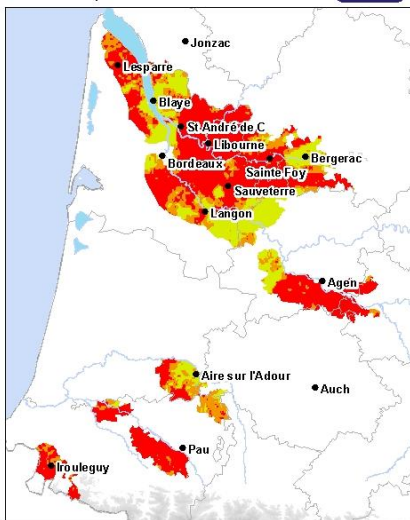 Jonzac
Lesparre
Blaye
St André de C
Libourne
Bordeaux
Bergerac
Sainte Foy
Sauveterre
Langon
Agen
Aire sur l'Adour
Auch
Pau
Irouleguy